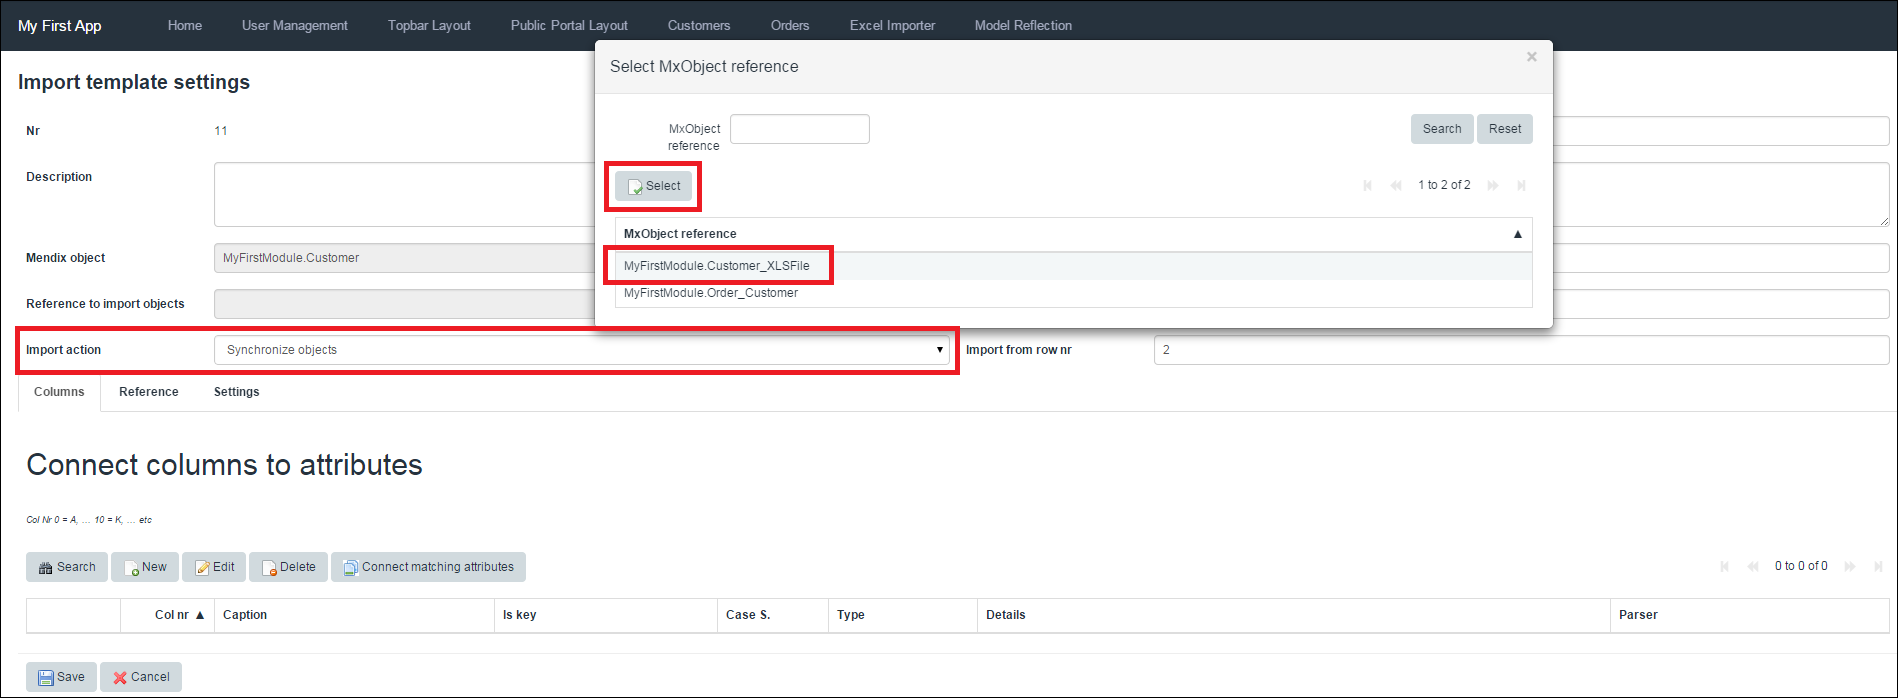 My First App Home User Management Topbar Layout Public Portal Layout Customers Orders Excel Importer Model Reflection
Import template settings
Select MxObject reference ×
Nr 11
MxObject
reference
Search Reset
Description
Select 1 to 2 of 2
MxObject reference ▲
Mendix object MyFirstModule.Customer
MyFirstModule.Customer_XLSFile
MyFirstModule.Order_Customer
Reference to import objects
Import action Synchronize objects Import from row nr 2
Columns Reference Settings
Connect columns to attributes
Col Nr 0 = A, ... 10 = K, ... etc
Search New Edit Delete Connect matching attributes 0 to 0 of 0
Col nr ▲ Caption Is key Case S. Type Details Parser
Save Cancel